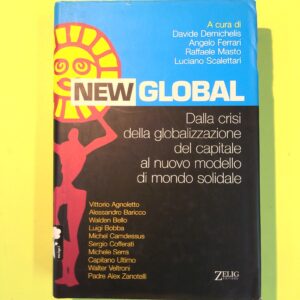 A cura di
Davide Demichelis
Angelo Ferrari
Raffaele Masto
Luciano Scalettari
NEW GLOBAL
Dalla crisi
della globalizzazione
del capitale
al nuovo modello
di mondo solidale
Vittorio Agnoletto
Alessandro Baricco
Walden Bello
Luigi Bobba
Michel Camdessus
Sergio Cofferati
Michele Serra
Capitano Ultimo
Walter Veltroni
Padre Alex Zanotelli
ZELIG